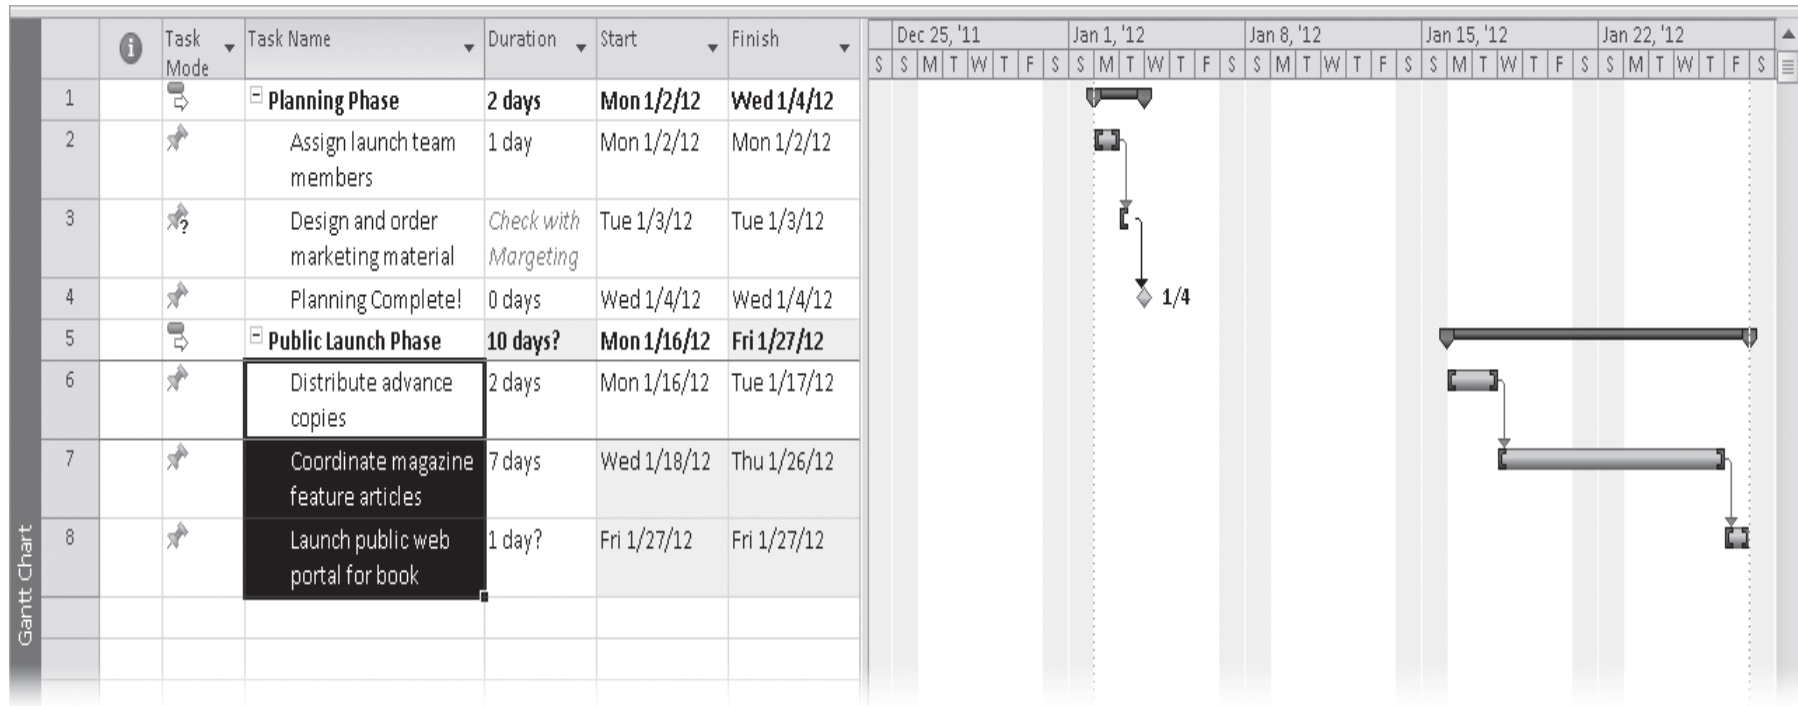 Task Mode Task Name Duration Start Finish
Dec 25, '11 Jan 1, '12 Jan 8, '12 Jan 15, '12 Jan 22, '12
S S M T W T F S S M T W T F S S M T W T F S S M T W T F S S M T W T F S
1 Planning Phase 2 days Mon 1/2/12 Wed 1/4/12
2 Assign launch team 1 day Mon 1/2/12 Mon 1/2/12
members
3 Design and order Check with Tue 1/3/12 Tue 1/3/12
marketing material Margeting
4 Planning Complete! 0 days Wed 1/4/12 Wed 1/4/12 1/4
5 Public Launch Phase 10 days? Mon 1/16/12 Fri 1/27/12
6 Distribute advance 2 days Mon 1/16/12 Tue 1/17/12
copies
7 Coordinate magazine 7 days Wed 1/18/12 Thu 1/26/12
feature articles
8 Launch public web 1 day? Fri 1/27/12 Fri 1/27/12
portal for book
Gantt Chart